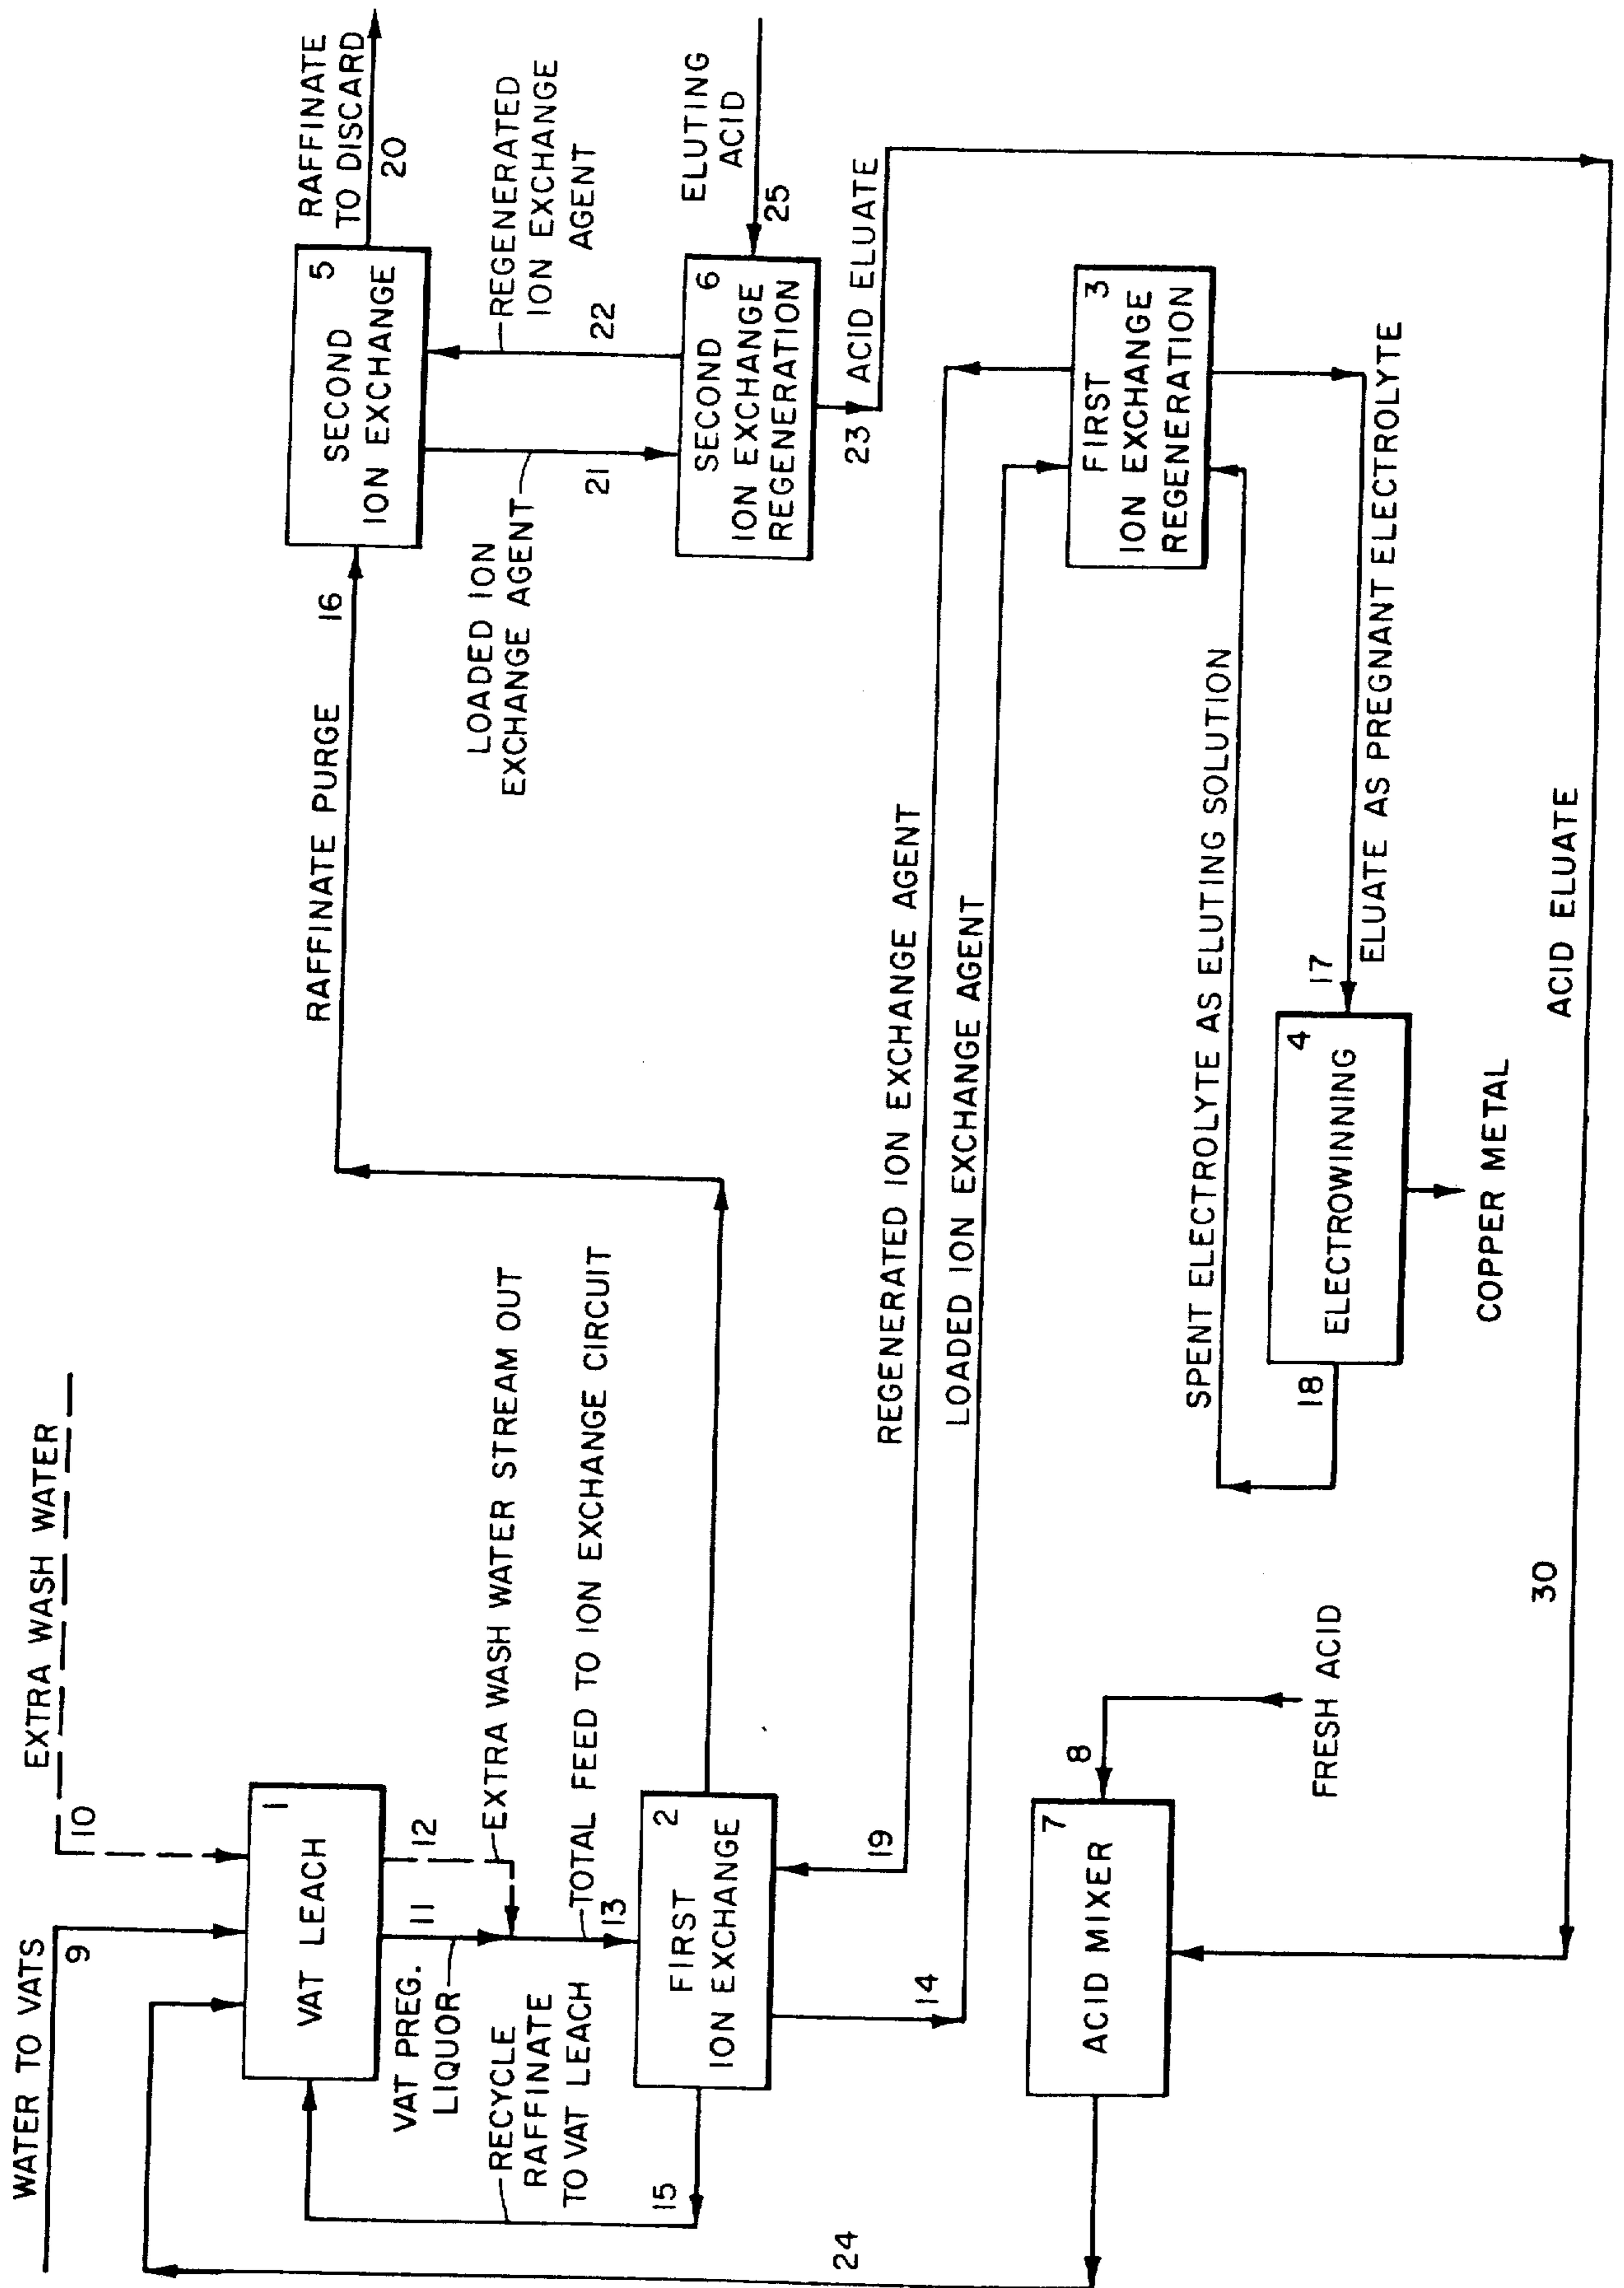 WATER TO VATS
9
EXTRA WASH WATER
10
1
VAT LEACH
11
12
VAT PREG.
LIQUOR
EXTRA WASH WATER STREAM OUT
RECYCLE
RAFFINATE
TO VAT LEACH
13
TOTAL FEED TO ION EXCHANGE CIRCUIT
15
2
FIRST
ION EXCHANGE
14
19
24
7
ACID MIXER
8
FRESH ACID
30
ACID ELUATE
RAFFINATE PURGE
16
5
SECOND
ION EXCHANGE
RAFFINATE
TO DISCARD
20
LOADED ION
EXCHANGE AGENT
21
22
REGENERATED
ION EXCHANGE
AGENT
6
SECOND
ION EXCHANGE
REGENERATION
ELUTING
ACID
25
23
ACID ELUATE
REGENERATED ION EXCHANGE AGENT
LOADED ION EXCHANGE AGENT
3
FIRST
ION EXCHANGE
REGENERATION
SPENT ELECTROLYTE AS ELUTING SOLUTION
18
4
ELECTROWINNING
17
ELUATE AS PREGNANT ELECTROLYTE
COPPER METAL